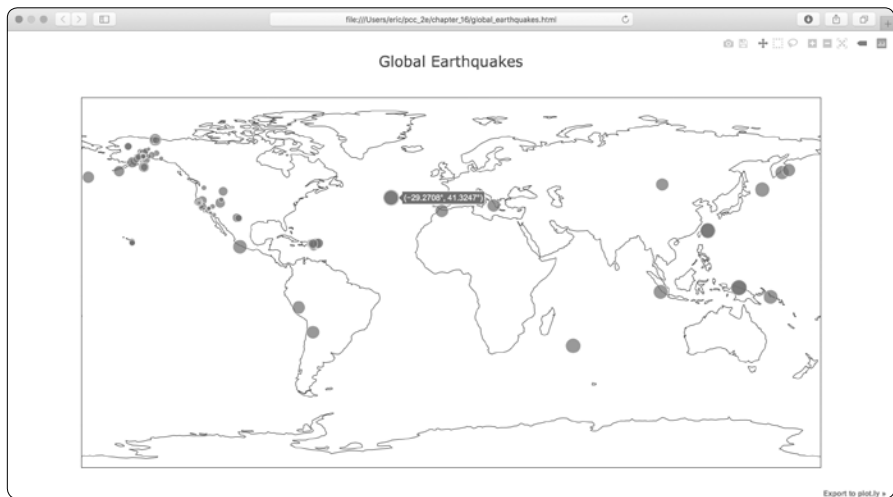 file:///Users/eric/pcc_2e/chapter_16/global_earthquakes.html
Global Earthquakes
(−29.2708°, 41.3247°)
Export to plot.ly »